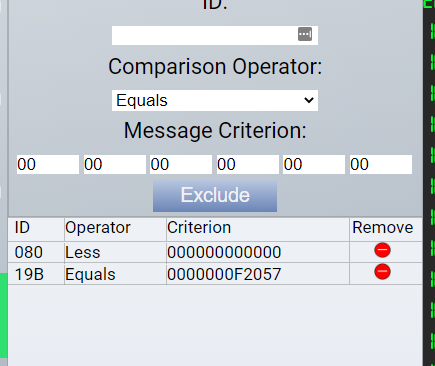 ID:
Comparison Operator:
Equals
Message Criterion:
00 00 00 00 00 00
Exclude
ID Operator Criterion Remove
080 Less 000000000000
19B Equals 0000000F2057